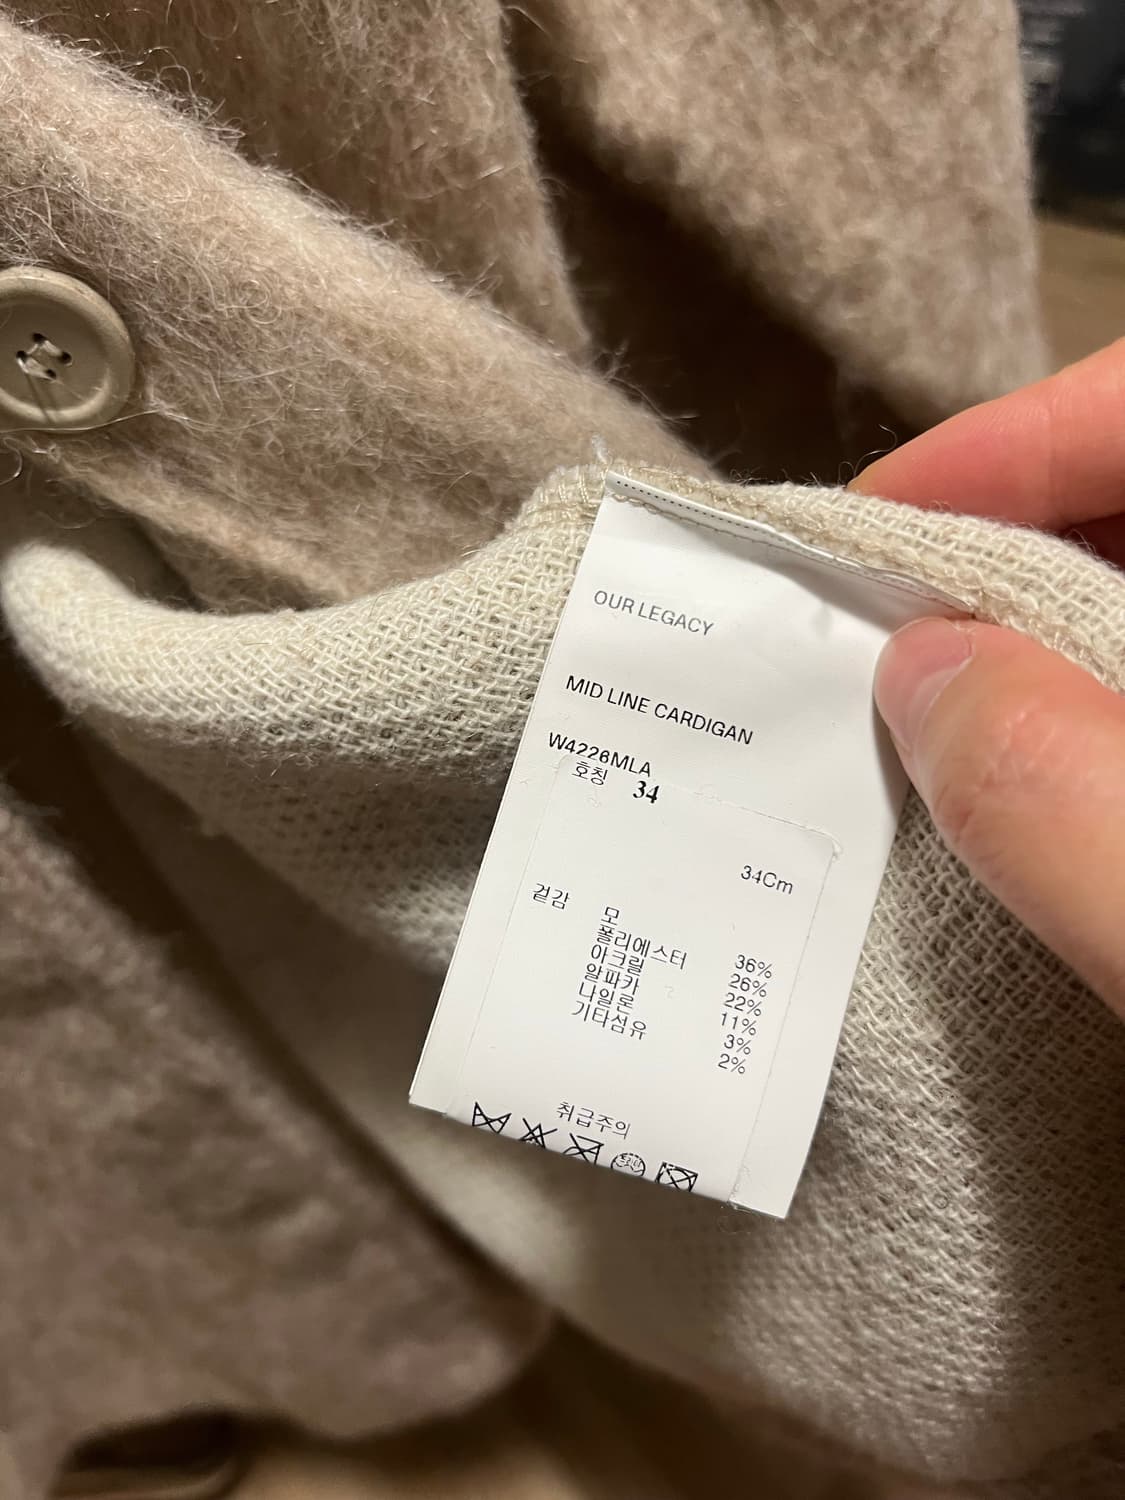 OUR LEGACY
MID LINE CARDIGAN
W4226MLA
호칭 34
34Cm
겉감 모 36%
폴리에스터 26%
아크릴 22%
알파카 11%
나일론 3%
기타섬유 2%
취급주의